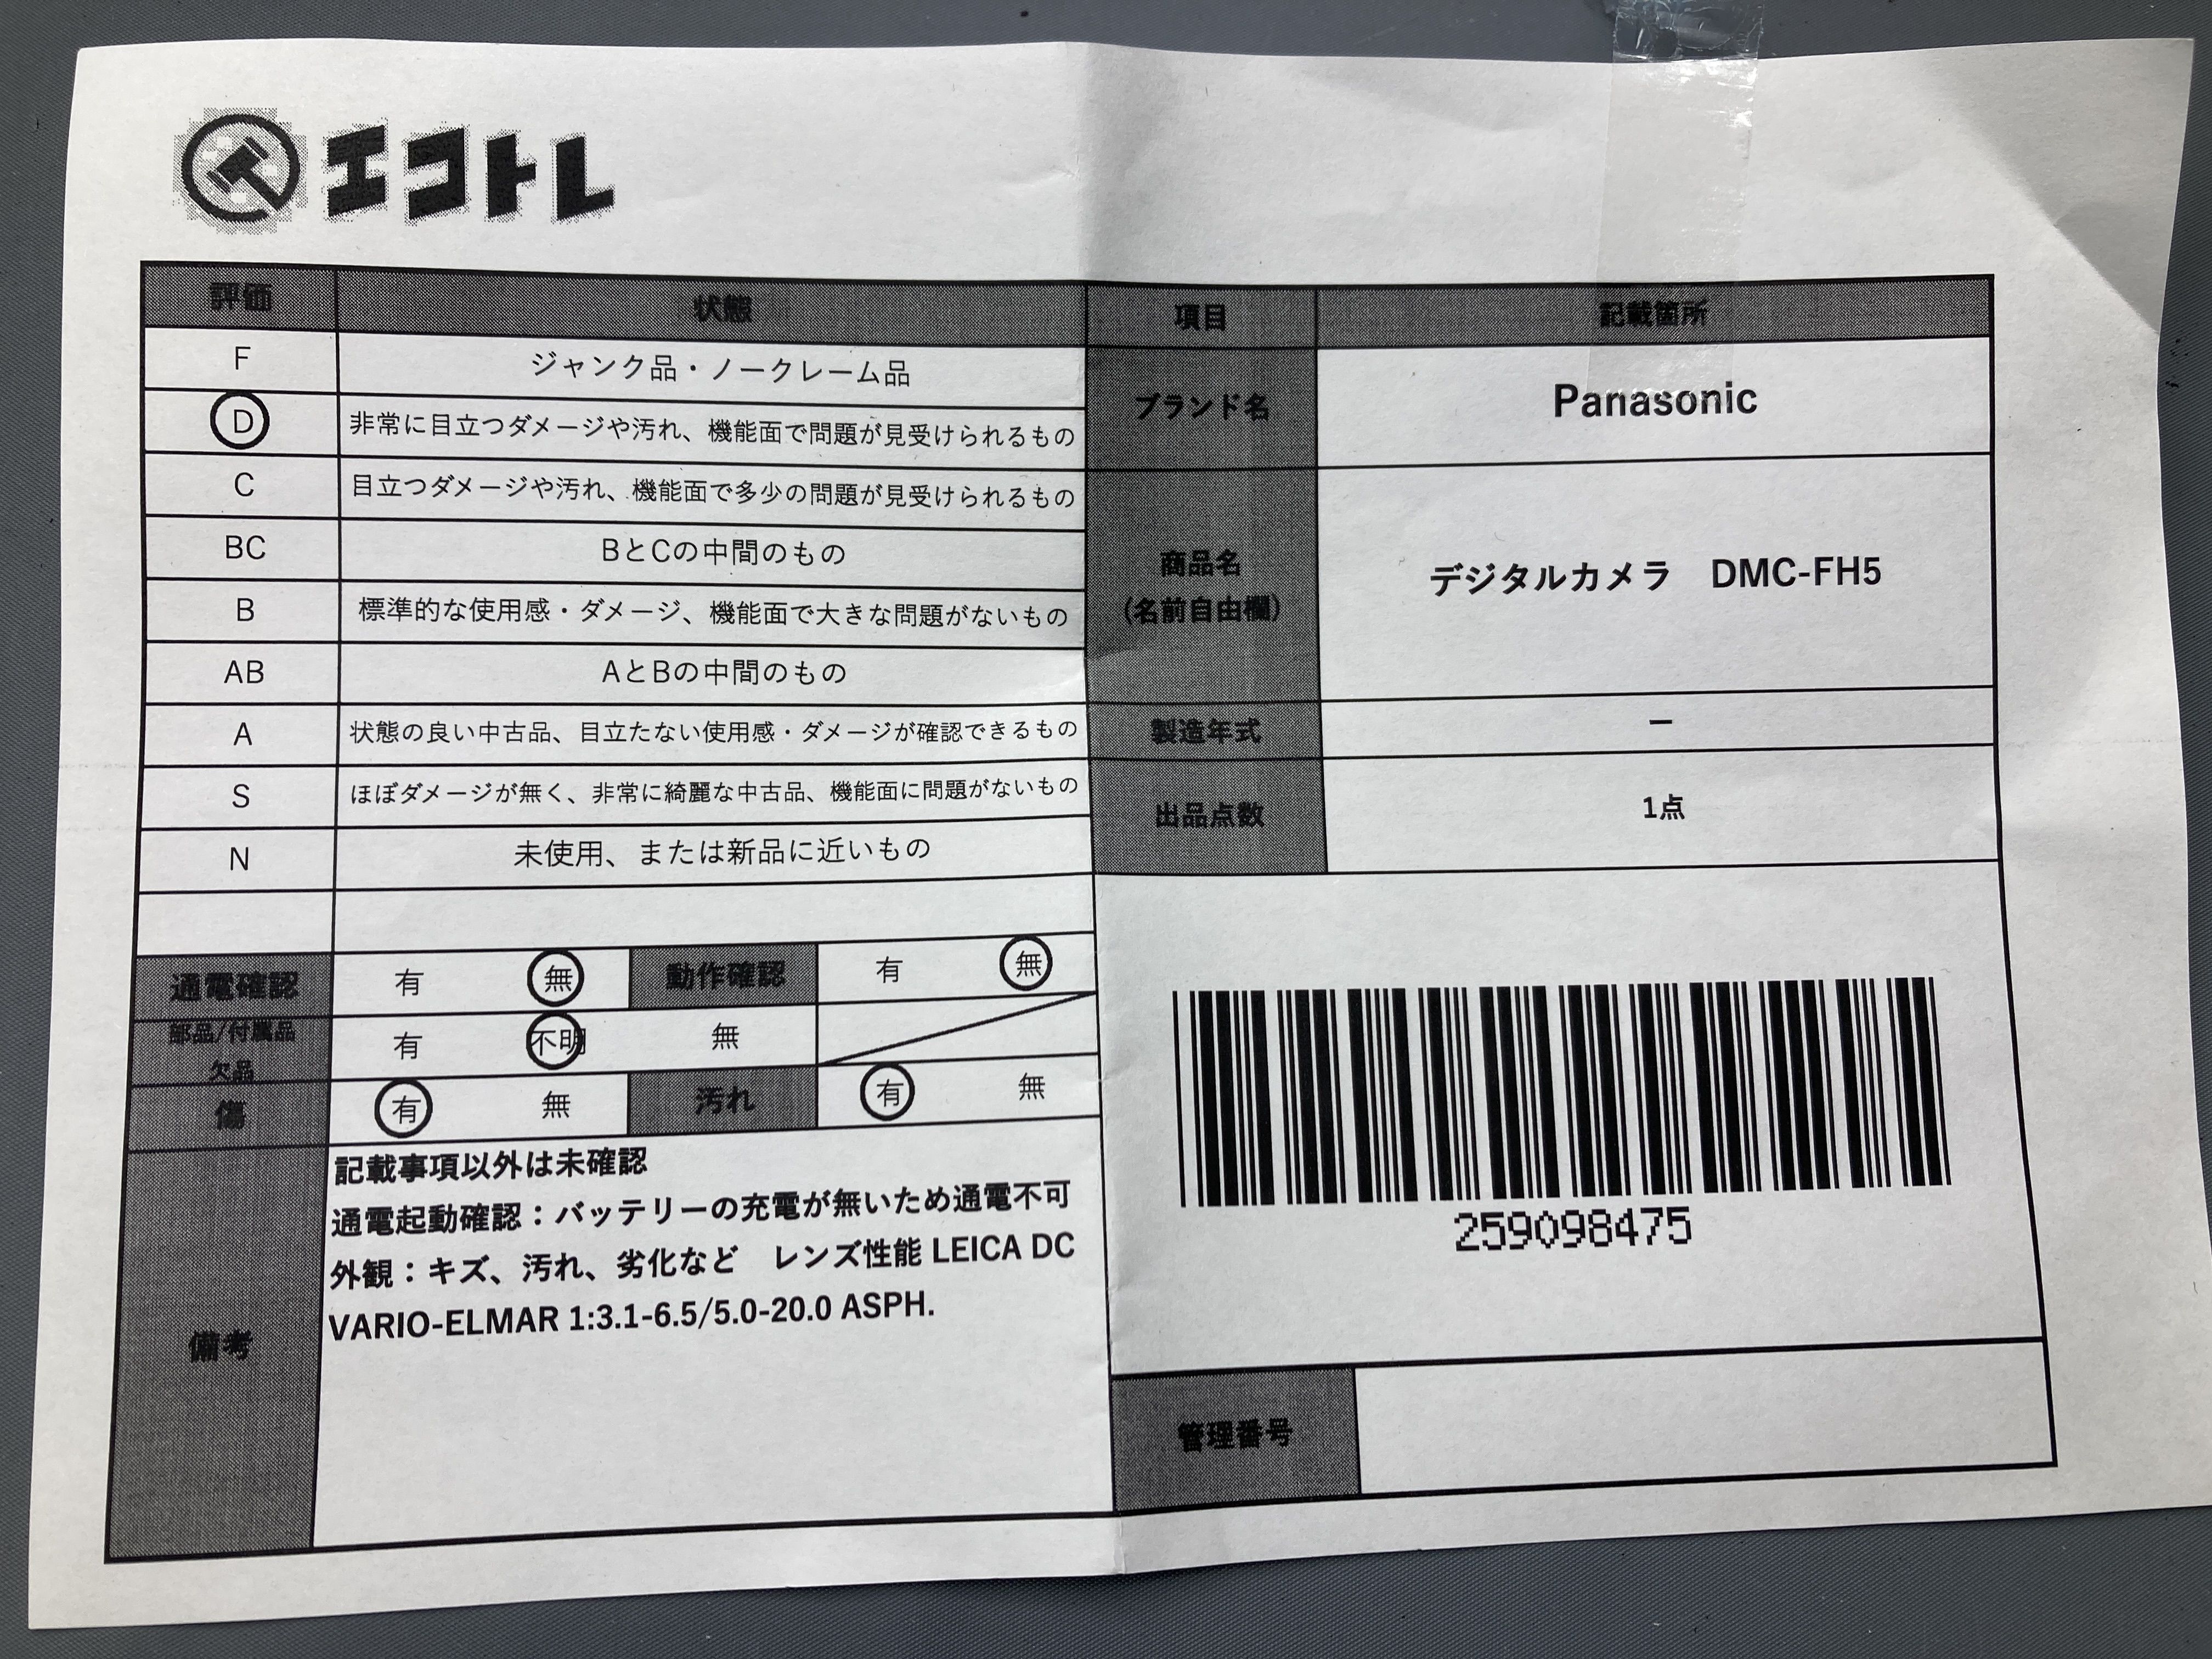 エコトレ
評価 状態
F ジャンク品・ノークレーム品
D 非常に目立つダメージや汚れ、機能面で問題が見受けられるもの
C 目立つダメージや汚れ、機能面で多少の問題が見受けられるもの
BC BとCの中間のもの
B 標準的な使用感・ダメージ、機能面で大きな問題がないもの
AB AとBの中間のもの
A 状態の良い中古品、目立たない使用感・ダメージが確認できるもの
S ほぼダメージが無く、非常に綺麗な中古品、機能面に問題がないもの
N 未使用、または新品に近いもの
通電確認 有 無 動作確認 有 無
部品/付属品
欠品 有 不明 無
傷 有 無 汚れ 有 無
備考
記載事項以外は未確認
通電起動確認：バッテリーの充電が無いため通電不可
外観：キズ、汚れ、劣化など　レンズ性能 LEICA DC
VARIO-ELMAR 1:3.1-6.5/5.0-20.0 ASPH.
項目 記載箇所
ブランド名 Panasonic
商品名
(名前自由欄) デジタルカメラ　DMC-FH5
製造年式 ー
出品点数 1点
259098475
管理番号